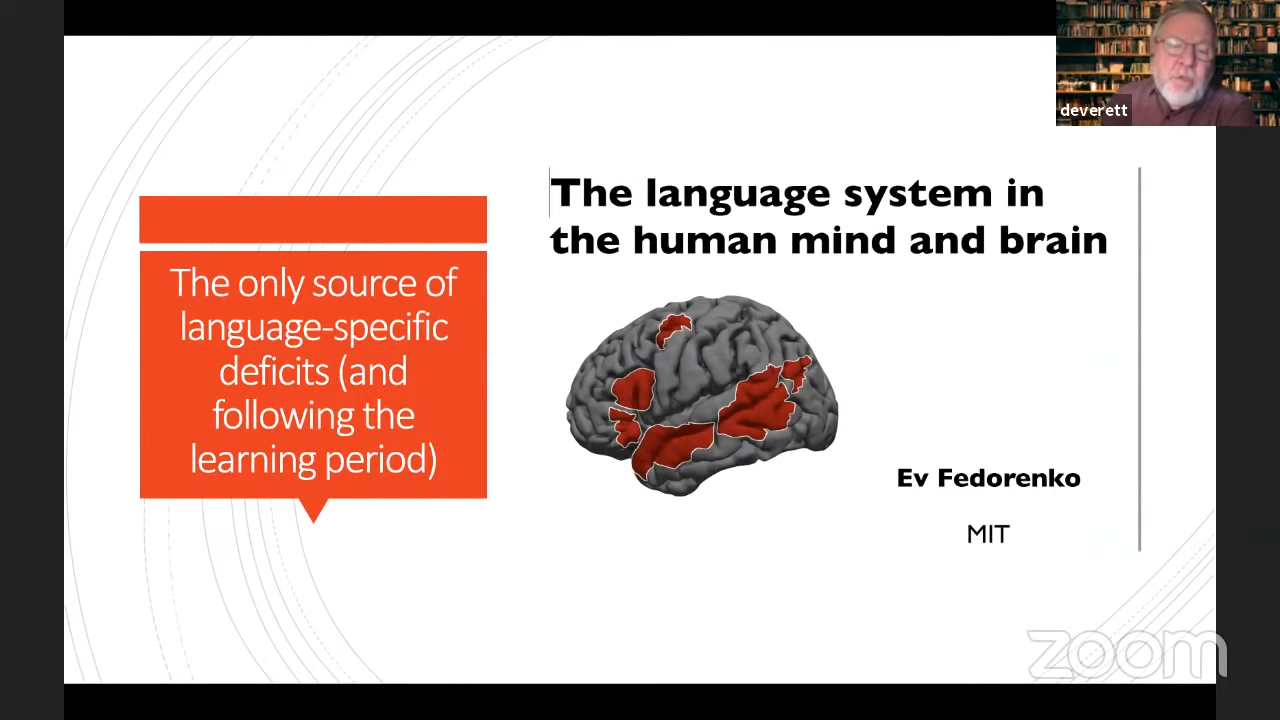 deverett
The language system in
the human mind and brain
The only source of
language-specific
deficits (and
following the
learning period)
Ev Fedorenko
MIT
zoom